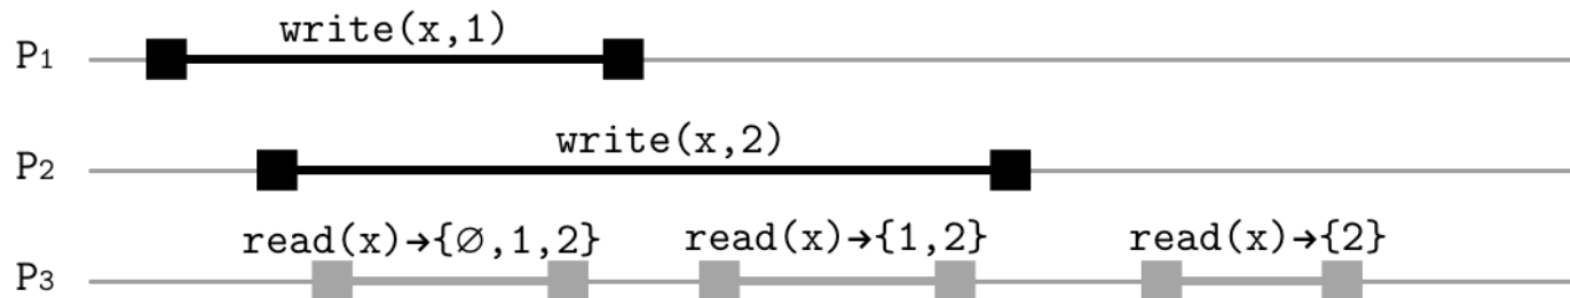 P1 write(x,1)
P2 write(x,2)
read(x)→{∅,1,2} read(x)→{1,2} read(x)→{2}
P3